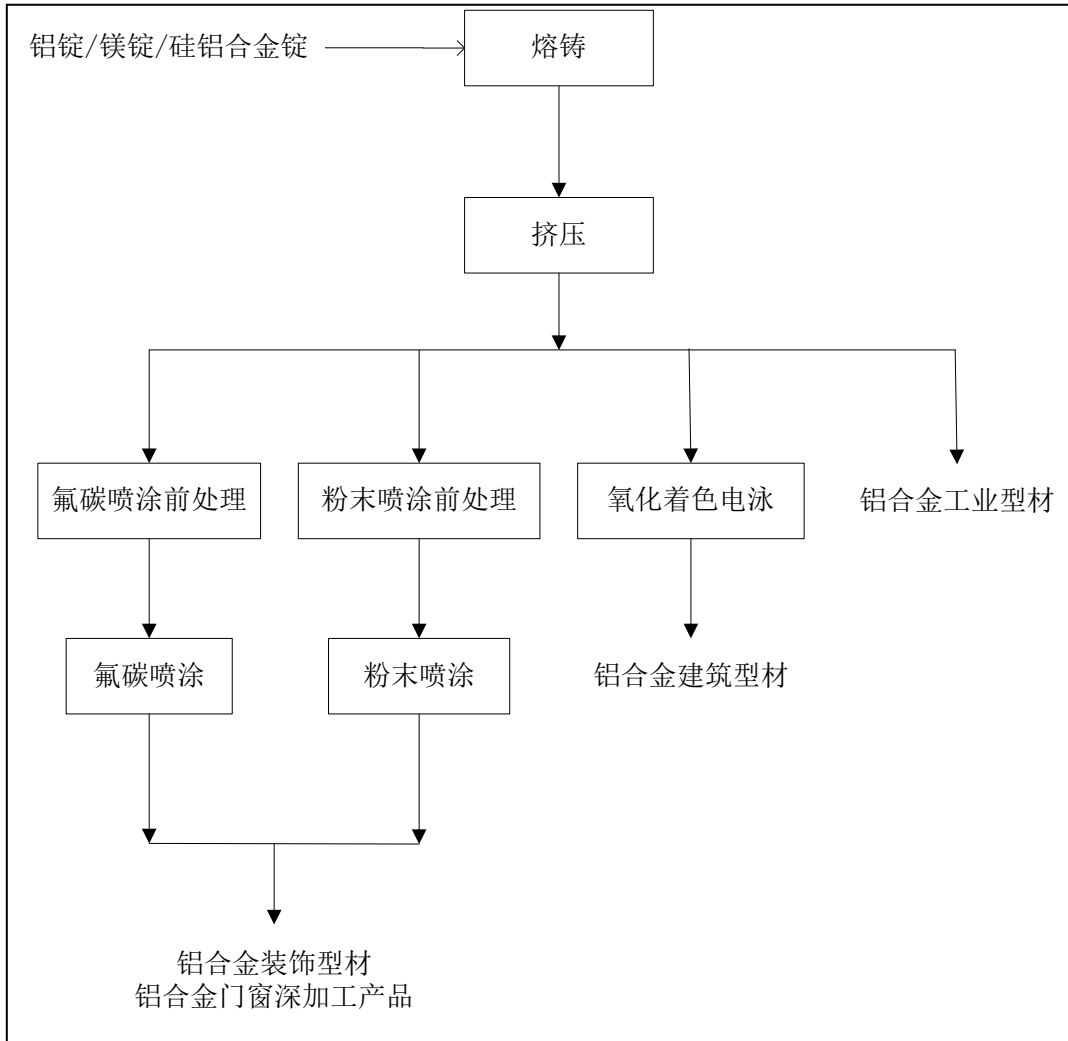 铝锭/镁锭/硅铝合金锭
熔铸
挤压
氟碳喷涂前处理
粉末喷涂前处理
氧化着色电泳
铝合金工业型材
氟碳喷涂
粉末喷涂
铝合金建筑型材
铝合金装饰型材
铝合金门窗深加工产品